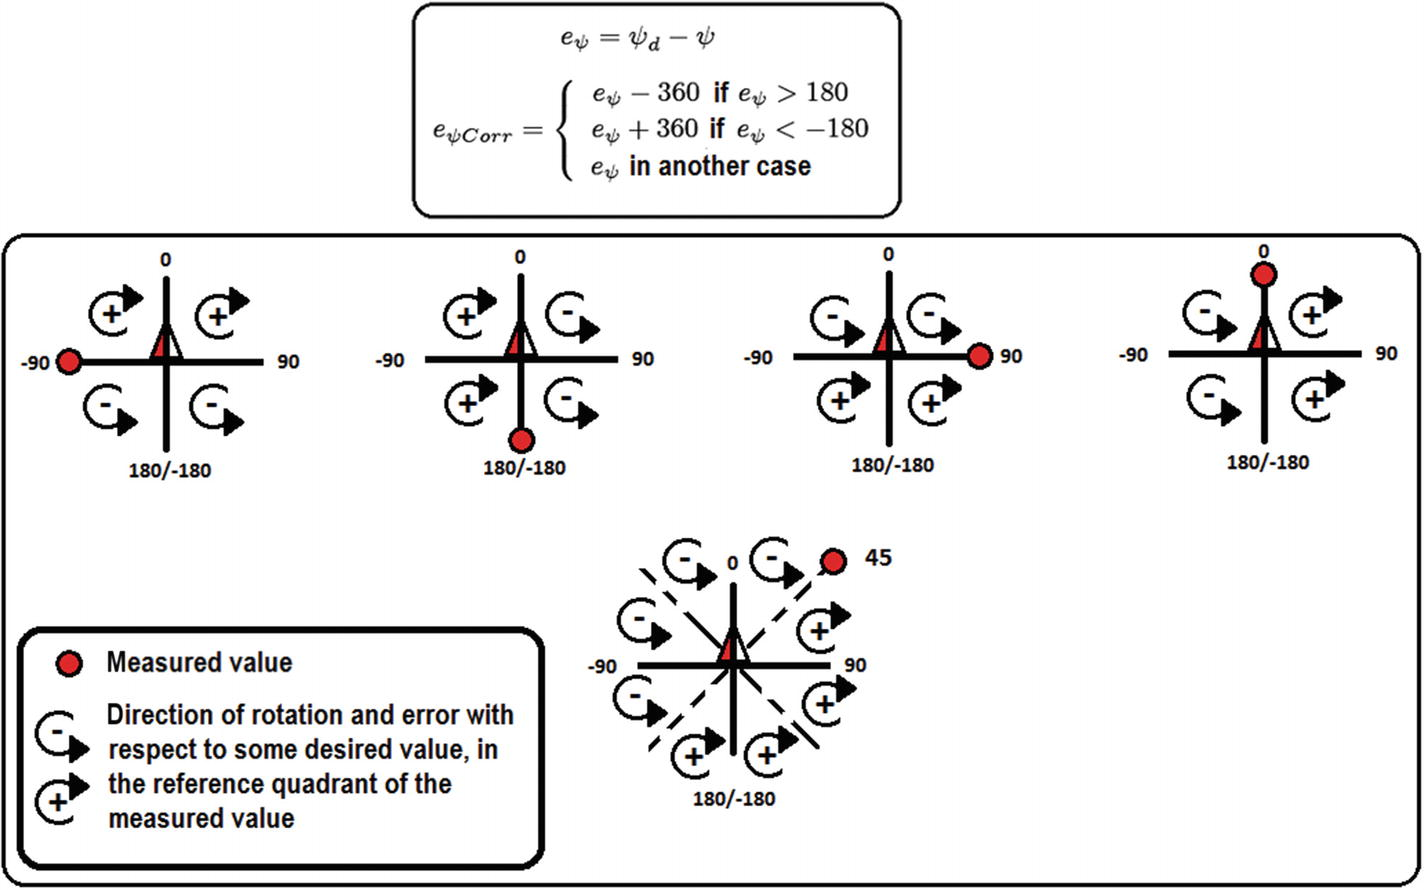 e_ψ = ψ_d − ψ
e_ψCorr = { e_ψ − 360 if e_ψ > 180
e_ψ + 360 if e_ψ < −180
e_ψ in another case
0
+ +
-90 90
- -
180/-180
0
+ -
-90 90
+ -
180/-180
0
- -
-90 90
+ +
180/-180
0
- +
-90 90
- +
180/-180
- 0 - 45
- +
-90 90
- +
+ +
180/-180
Measured value
- Direction of rotation and error with
respect to some desired value, in
+ the reference quadrant of the
measured value